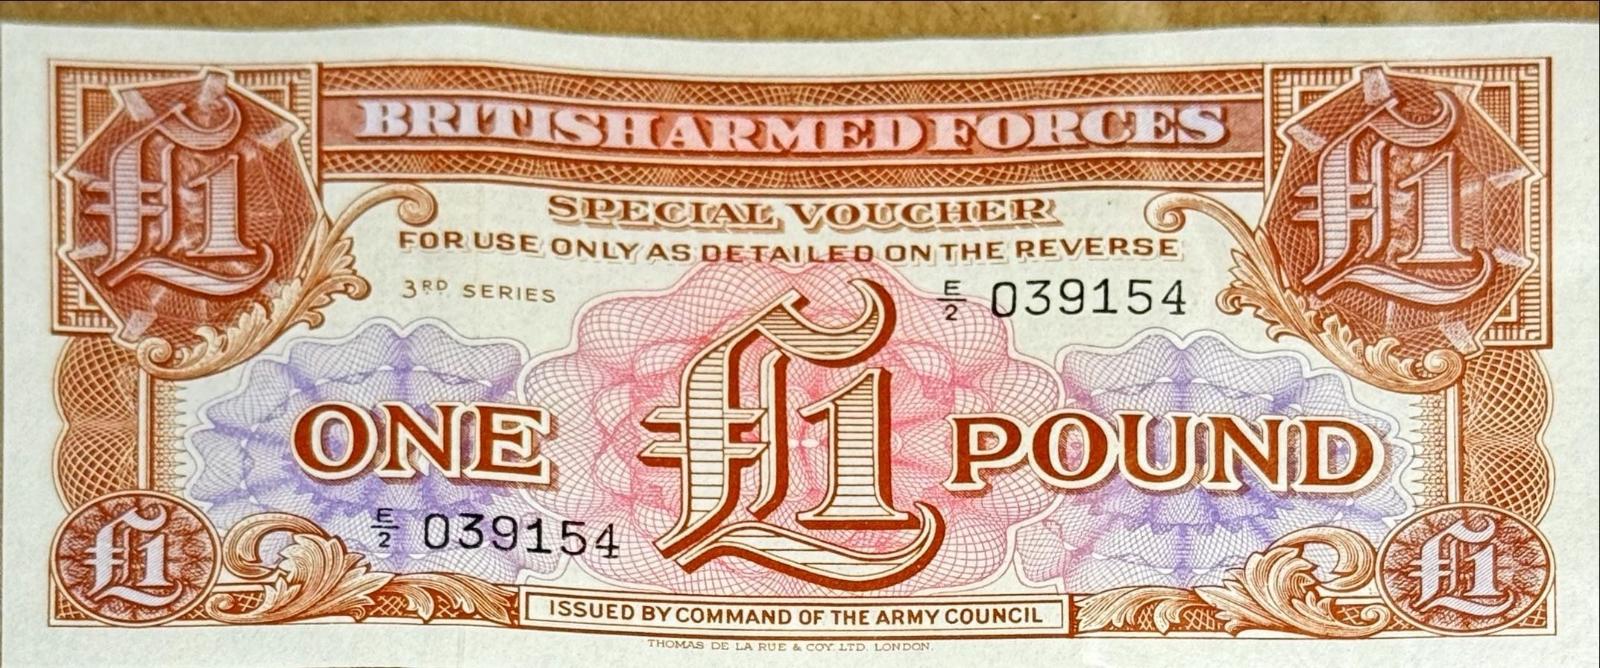 £1 BRITISH ARMED FORCES £1
SPECIAL VOUCHER
FOR USE ONLY AS DETAILED ON THE REVERSE
3RD SERIES
E/2 039154
ONE £1 POUND
E/2 039154
£1 £1
ISSUED BY COMMAND OF THE ARMY COUNCIL
THOMAS DE LA RUE & COY. LTD. LONDON.